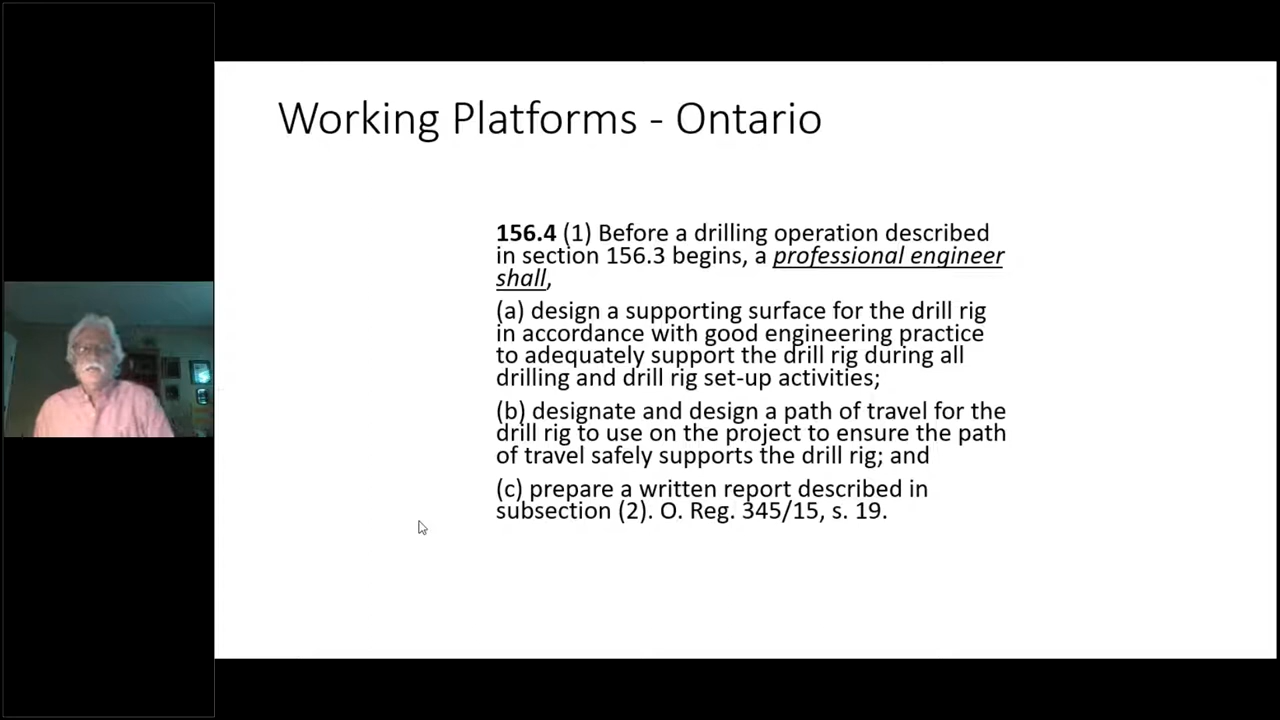 Working Platforms - Ontario
156.4 (1) Before a drilling operation described
in section 156.3 begins, a professional engineer
shall,
(a) design a supporting surface for the drill rig
in accordance with good engineering practice
to adequately support the drill rig during all
drilling and drill rig set-up activities;
(b) designate and design a path of travel for the
drill rig to use on the project to ensure the path
of travel safely supports the drill rig; and
(c) prepare a written report described in
subsection (2). O. Reg. 345/15, s. 19.